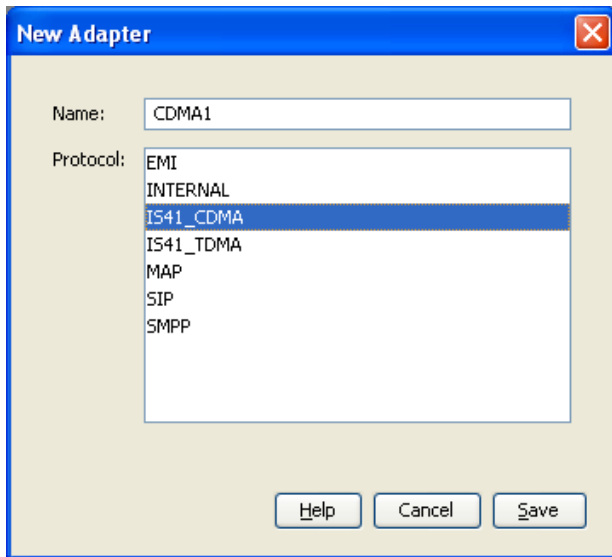 New Adapter
Name: CDMA1
Protocol: EMI
INTERNAL
IS41_CDMA
IS41_TDMA
MAP
SIP
SMPP
Help Cancel Save